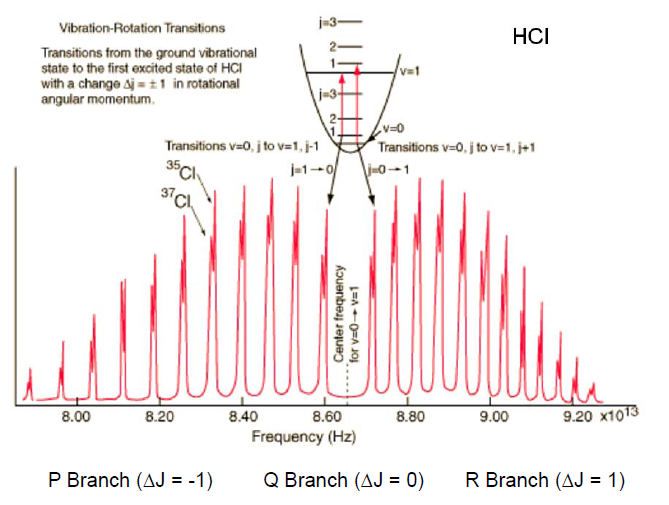 Vibration-Rotation Transitions
HCl
Transitions from the ground vibrational
state to the first excited state of HCl
with a change Δj = ± 1 in rotational
angular momentum.
j=3
2
1
v=1
j=3
2
1
v=0
Transitions v=0, j to v=1, j-1
Transitions v=0, j to v=1, j+1
j=1→0
j=0→1
35Cl
37Cl
Center frequency
for v=0→v=1
8.00 8.20 8.40 8.60 8.80 9.00 9.20 x10^13
Frequency (Hz)
P Branch (ΔJ = -1) Q Branch (ΔJ = 0) R Branch (ΔJ = 1)